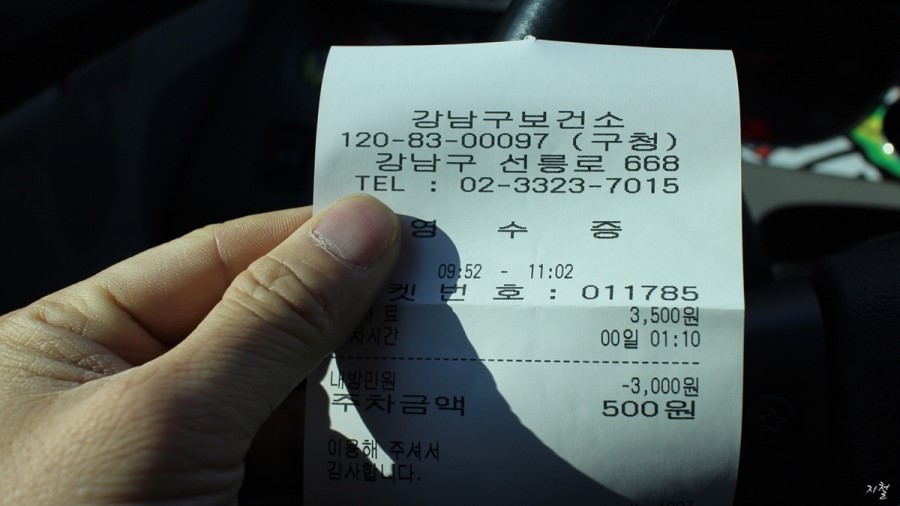 강남구보건소
120-83-00097 (구청)
강남구 선릉로 668
TEL : 02-3323-7015
영 수 증
09:52 - 11:02
번 호 : 011785
료 3,500원
00일 01:10
내방민원 -3,000원
주차금액 500원
이용해 주셔서
감사합니다.
지철